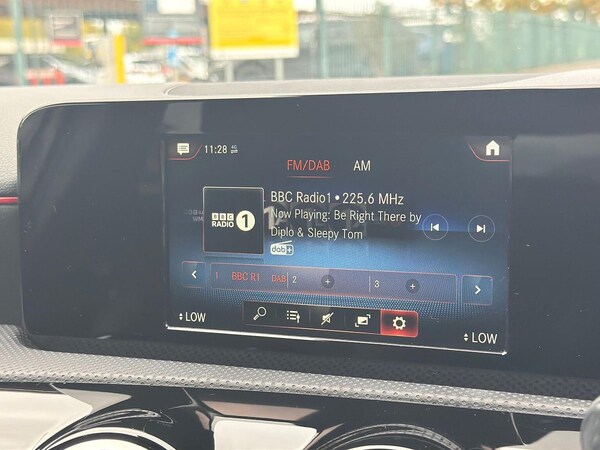 11:28 4G
FM/DAB AM
BBC Radio1 • 225.6 MHz
BBC
RADIO 1
Now Playing: Be Right There by
Diplo & Sleepy Tom
dab+
1 BBC R1 DAB 2 + 3 +
LOW
LOW